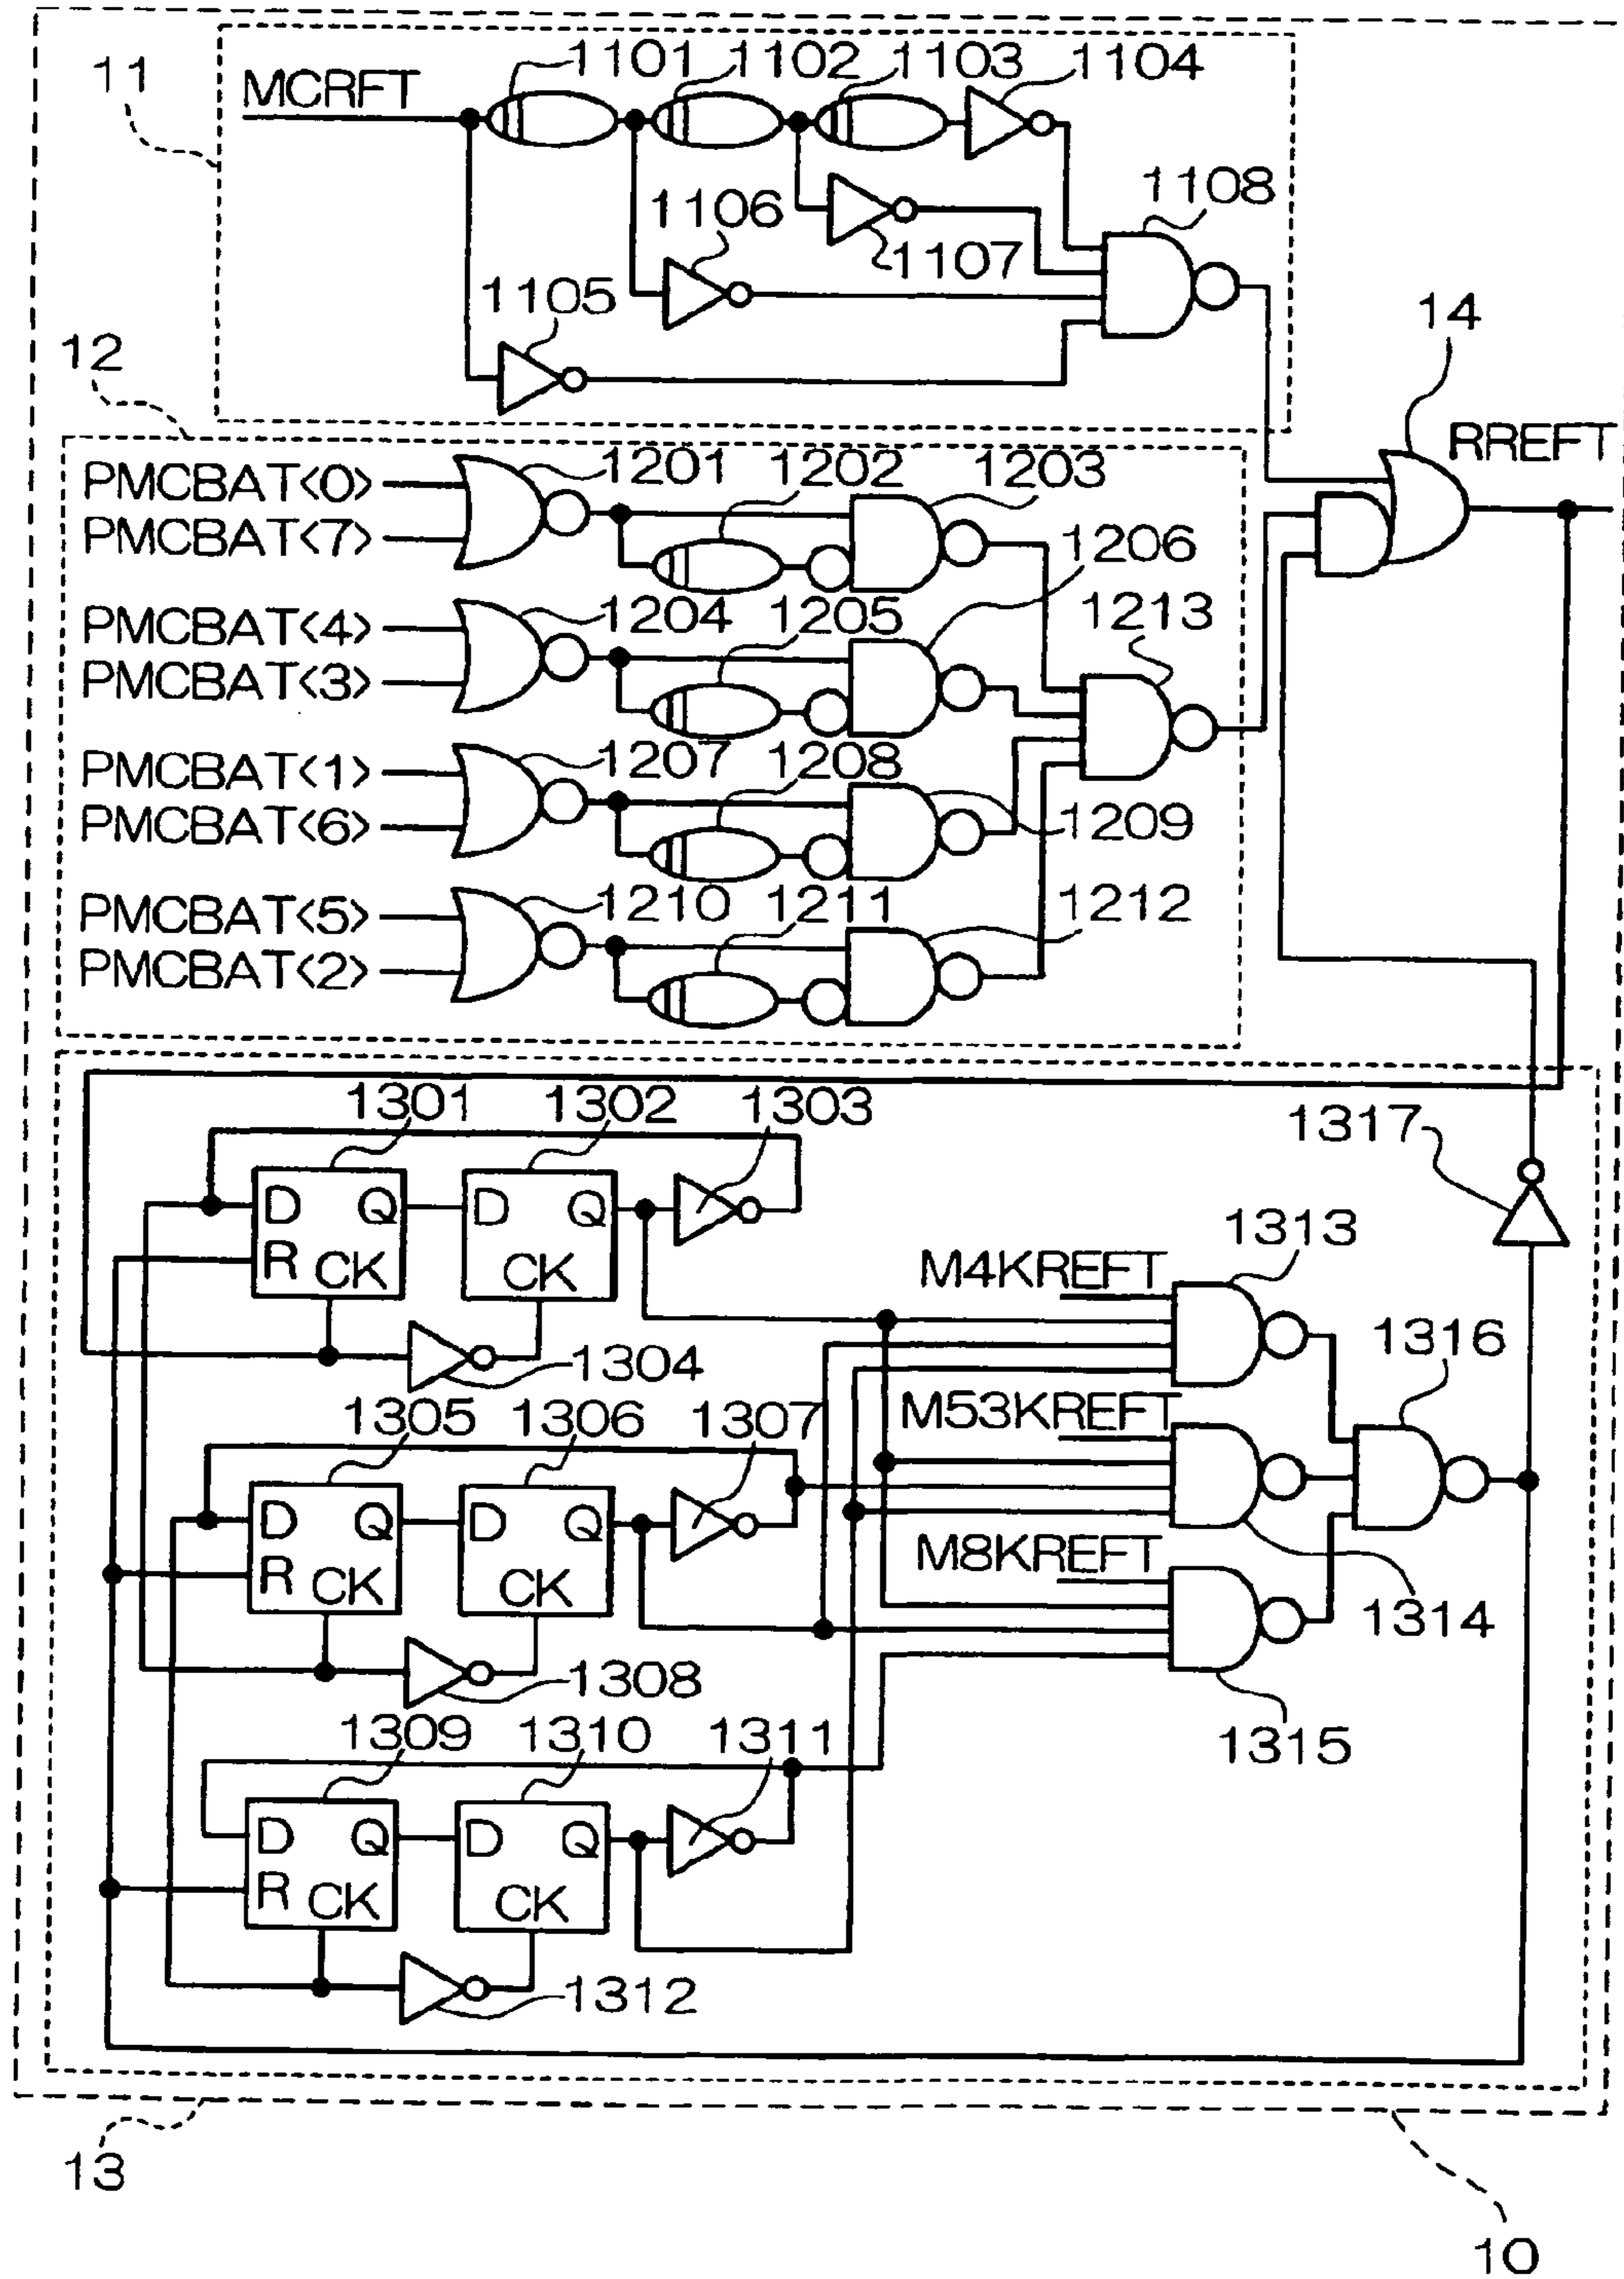 1101 1102 1103 1104
11
MCRFT
1108
1106
1107
1105
14
12
RREFT
PMCBAT<0> 1201 1202 1203
PMCBAT<7>
1206
PMCBAT<4> 1204 1205 1213
PMCBAT<3>
PMCBAT<1> 1207 1208
PMCBAT<6> 1209
PMCBAT<5> 1210 1211 1212
PMCBAT<2>
1301 1302 1303
1317
D Q D Q
R CK CK
1313
M4KREFT
1316
1304
1305 1306 1307
M53KREFT
D Q D Q
R CK CK
M8KREFT
1314
1308
1309 1310 1311
1315
D Q D Q
R CK CK
1312
13
10